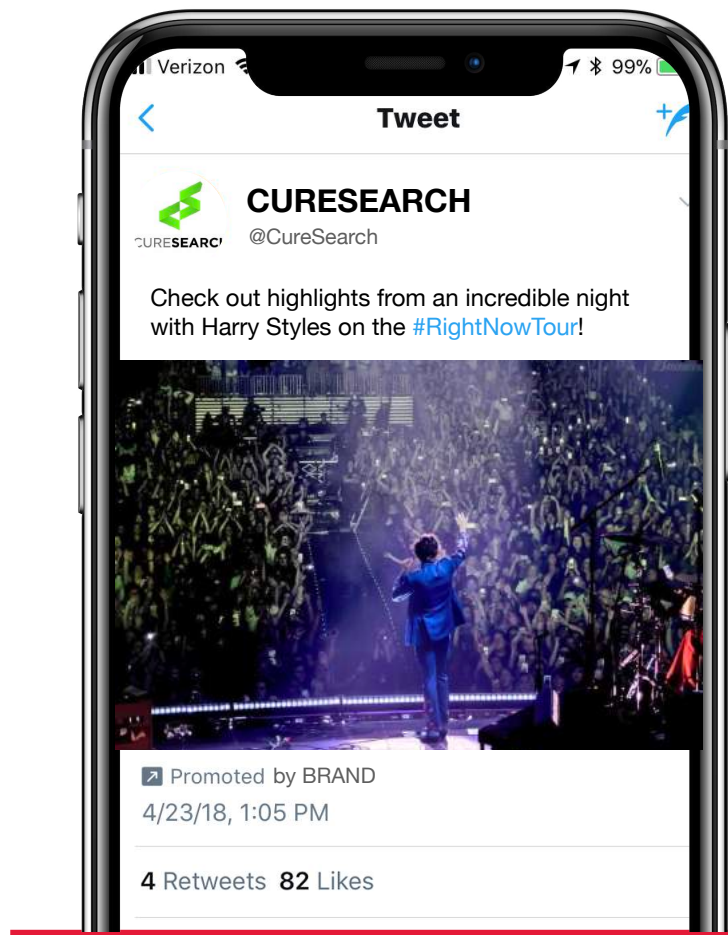 Verizon 99%
Tweet
CURESEARCH
CURESEARCH
@CureSearch
Check out highlights from an incredible night
with Harry Styles on the #RightNowTour!
Promoted by BRAND
4/23/18, 1:05 PM
4 Retweets 82 Likes